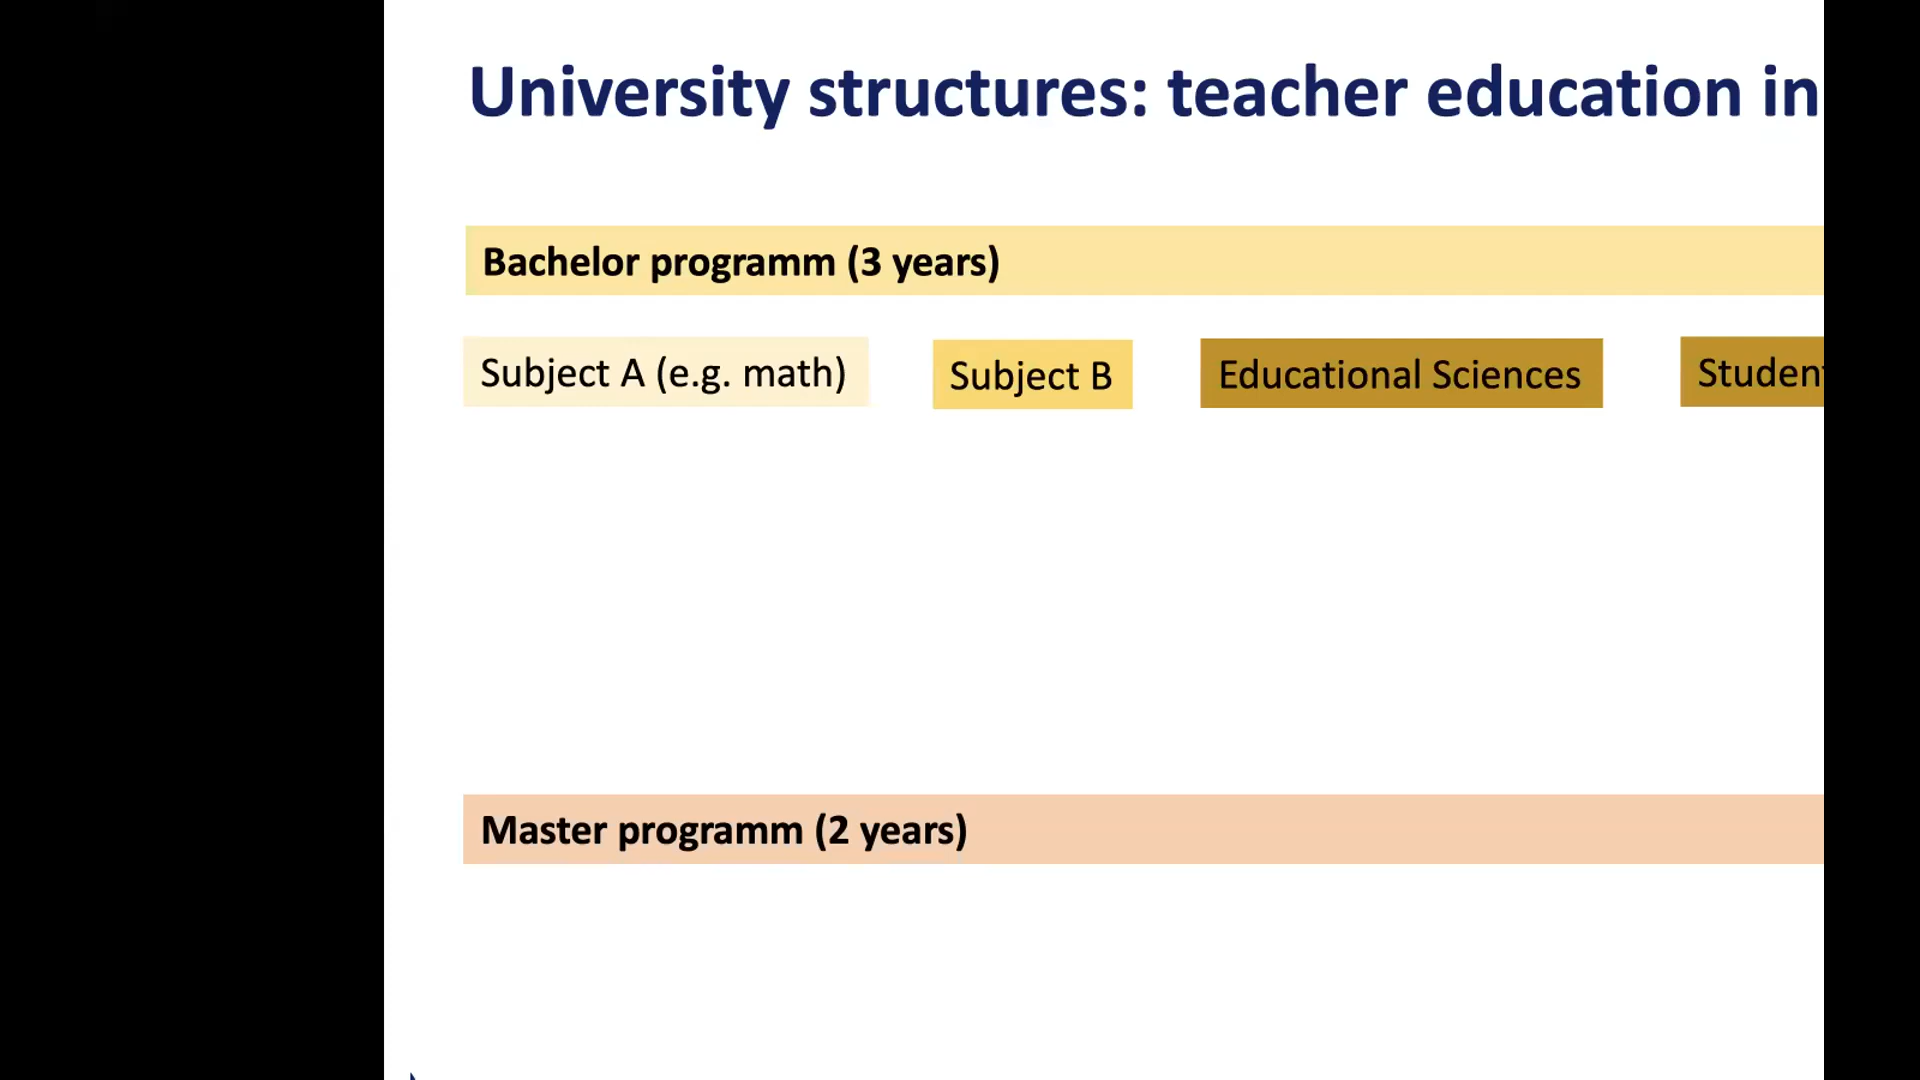 University structures: teacher education in
Bachelor programm (3 years)
Subject A (e.g. math)
Subject B
Educational Sciences
Master programm (2 years)